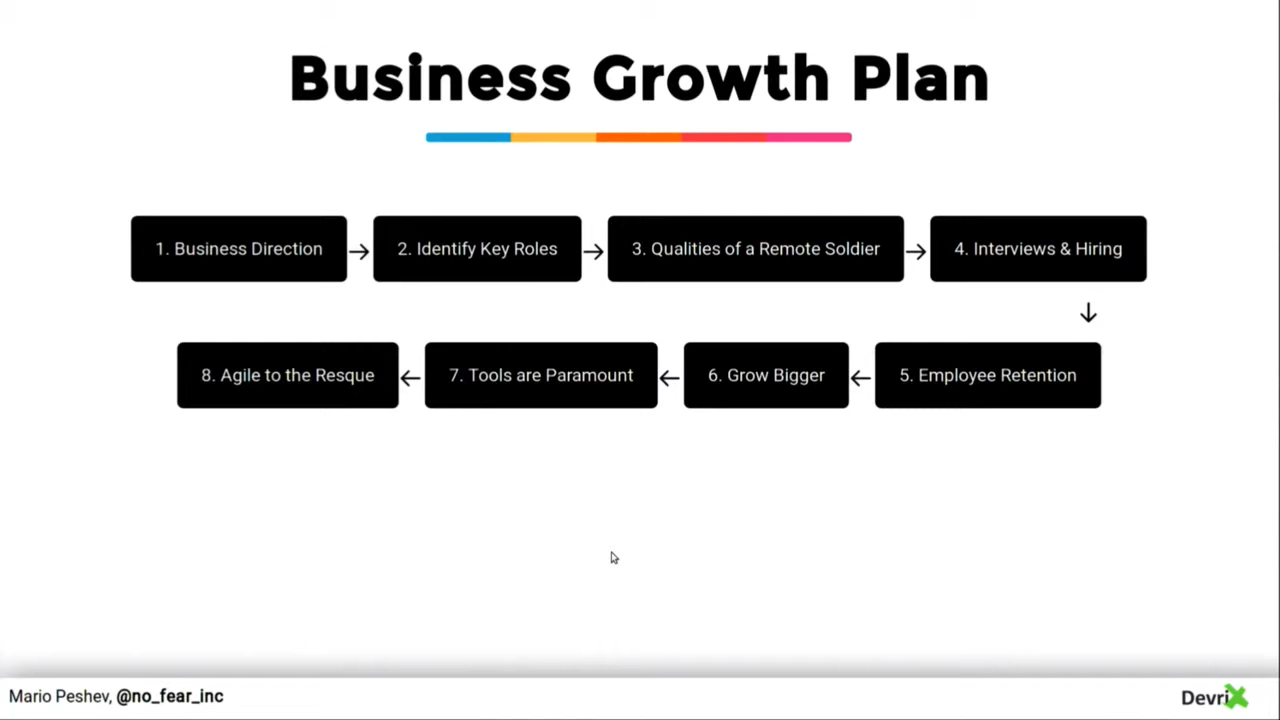 Business Growth Plan
1. Business Direction
2. Identify Key Roles
3. Qualities of a Remote Soldier
4. Interviews & Hiring
5. Employee Retention
6. Grow Bigger
7. Tools are Paramount
8. Agile to the Resque
Mario Peshev, @no_fear_inc
DevriX